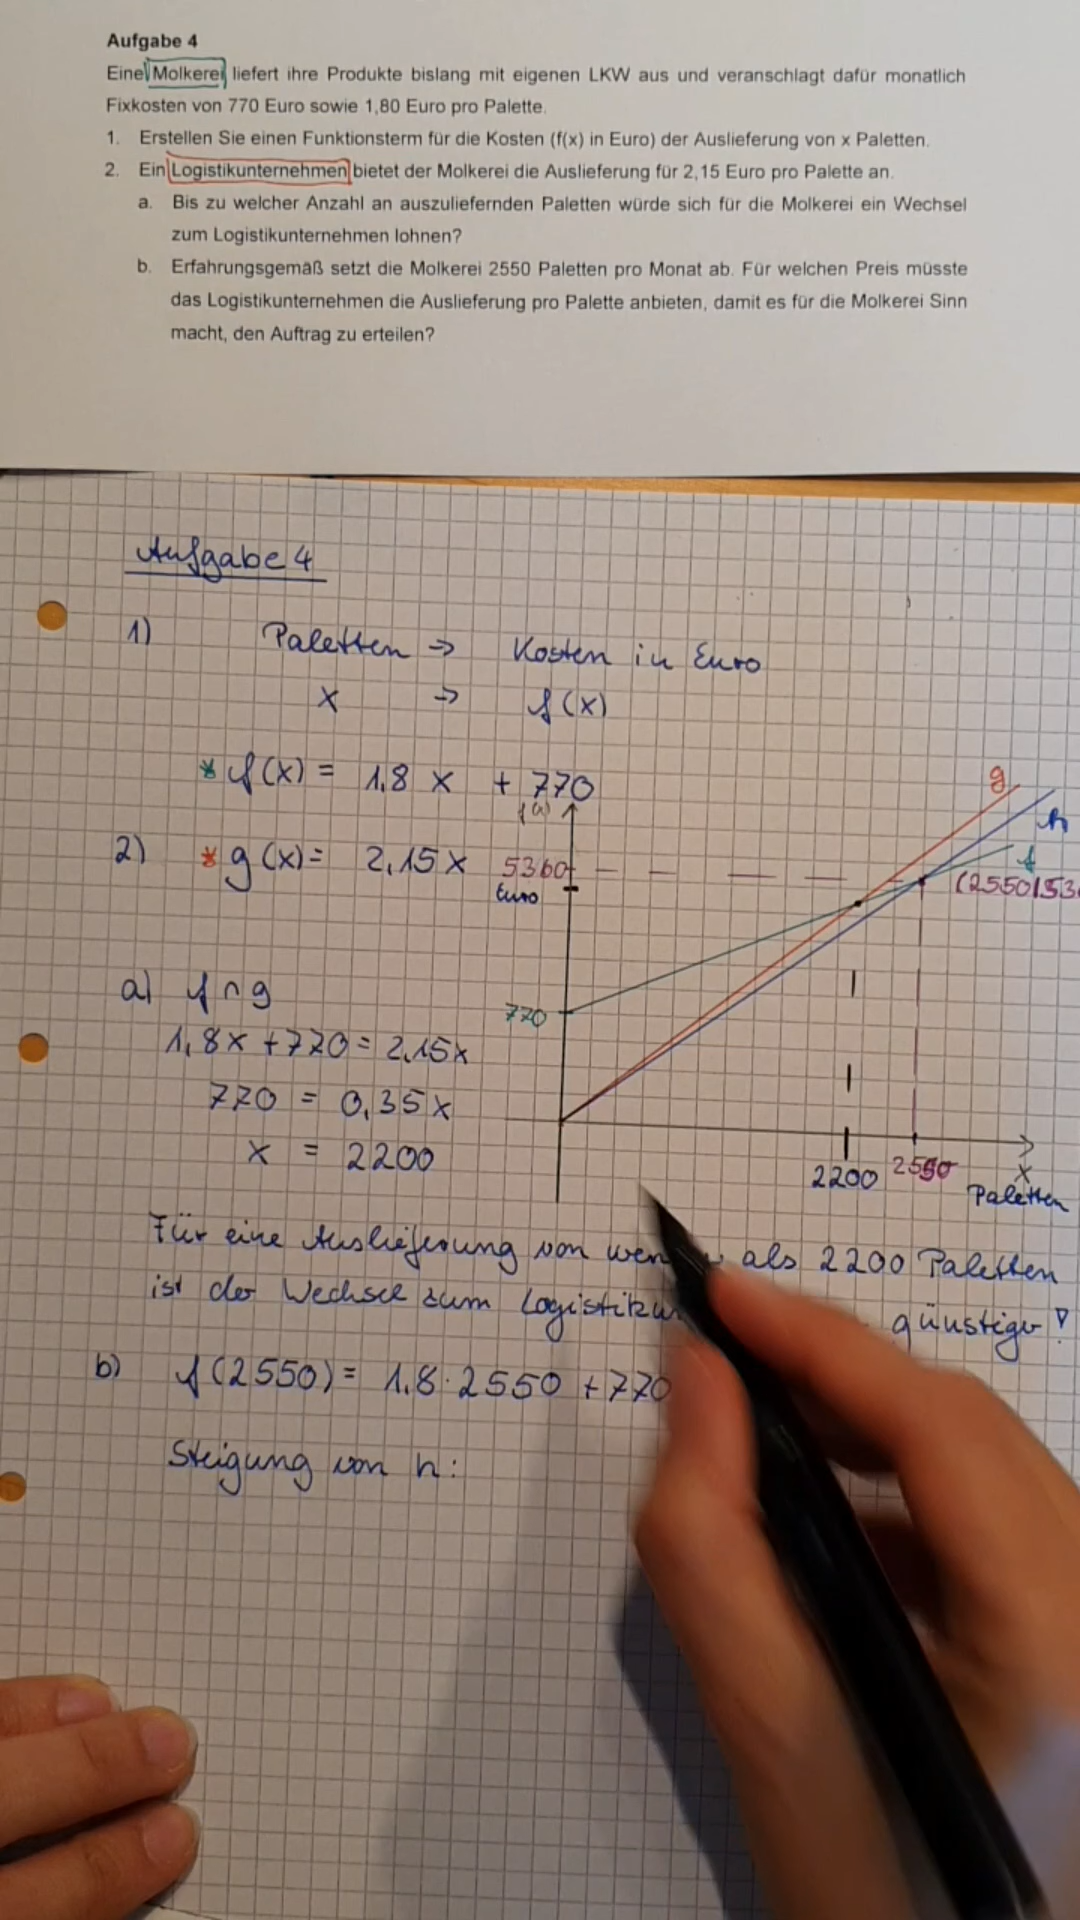 Aufgabe 4
Eine Molkerei liefert ihre Produkte bislang mit eigenen LKW aus und veranschlagt dafür monatlich
Fixkosten von 770 Euro sowie 1,80 Euro pro Palette.
1. Erstellen Sie einen Funktionsterm für die Kosten (f(x) in Euro) der Auslieferung von x Paletten.
2. Ein Logistikunternehmen bietet der Molkerei die Auslieferung für 2,15 Euro pro Palette an.
a. Bis zu welcher Anzahl an auszuliefernden Paletten würde sich für die Molkerei ein Wechsel
zum Logistikunternehmen lohnen?
b. Erfahrungsgemäß setzt die Molkerei 2550 Paletten pro Monat ab. Für welchen Preis müsste
das Logistikunternehmen die Auslieferung pro Palette anbieten, damit es für die Molkerei Sinn
macht, den Auftrag zu erteilen?
Aufgabe 4
1) Paletten → Kosten in Euro
x → f(x)
* f(x) = 1,8 x + 770
2) * g(x) = 2,15x
f(x)
5360
Euro
g
h
f
(2550|53
770
2200 2550 x
Paletten
a) f ∩ g
1,8x + 770 = 2,15x
770 = 0,35x
x = 2200
Für eine Auslieferung von als 2200 Paletten
ist der Wechsel zum günstiger!
b) f(2550) = 1,8 · 2550 + 770
Steigung von h: